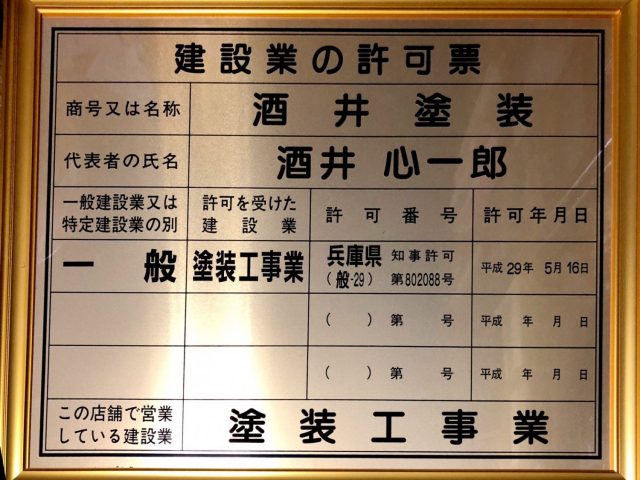 建設業の許可票
商号又は名称 酒井塗装
代表者の氏名 酒井 心一郎
一般建設業又は
特定建設業の別
許可を受けた
建設業
許可番号
許可年月日
一般
塗装工事業
兵庫県 知事許可
(般-29) 第802088号
平成 29年 5月 16日
( ) 第 号
平成 年 月 日
( ) 第 号
平成 年 月 日
この店舗で営業
している建設業
塗装工事業